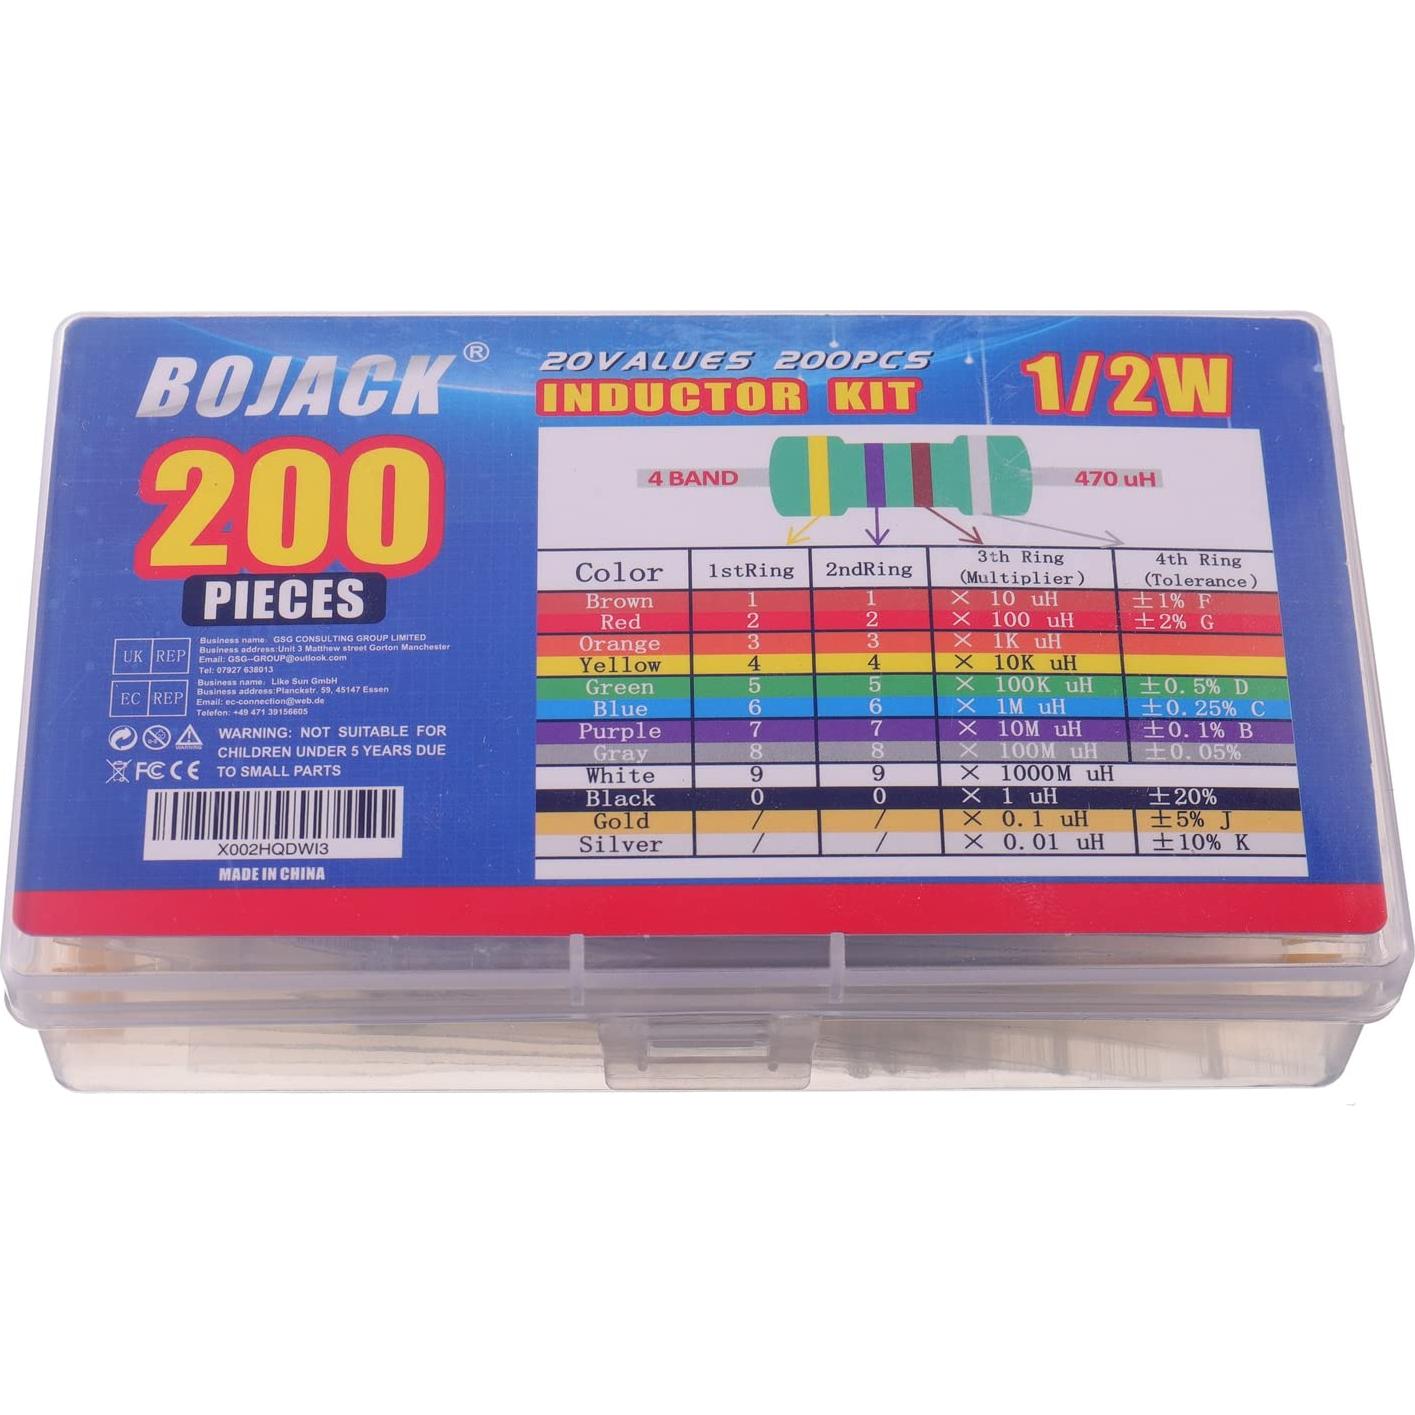 BOJACK®
200
PIECES
UK REP
Business name: GSG CONSULTING GROUP LIMITED
Business address:Unit 3 Matthew street Gorton Manchester
Email: GSG--GROUP@outlook.com
Tel: 07927 638013
EC REP
Business name: Like Sun GmbH
Business address:Planckstr. 59, 45147 Essen
Email: ec-connection@web.de
Telefon: +49 471 39156605
WARNING: NOT SUITABLE FOR
CHILDREN UNDER 5 YEARS DUE
TO SMALL PARTS
WARNING
FC CE
X002HQDWI3
MADE IN CHINA
20VALUES 200PCS
INDUCTOR KIT
1/2W
4 BAND
470 uH
Color 1stRing 2ndRing 3th Ring (Multiplier) 4th Ring (Tolerance)
Brown 1 1 × 10 uH ±1% F
Red 2 2 × 100 uH ±2% G
Orange 3 3 × 1K uH
Yellow 4 4 × 10K uH
Green 5 5 × 100K uH ±0.5% D
Blue 6 6 × 1M uH ±0.25% C
Purple 7 7 × 10M uH ±0.1% B
Gray 8 8 × 100M uH ±0.05%
White 9 9 × 1000M uH
Black 0 0 × 1 uH ±20%
Gold / / × 0.1 uH ±5% J
Silver / / × 0.01 uH ±10% K